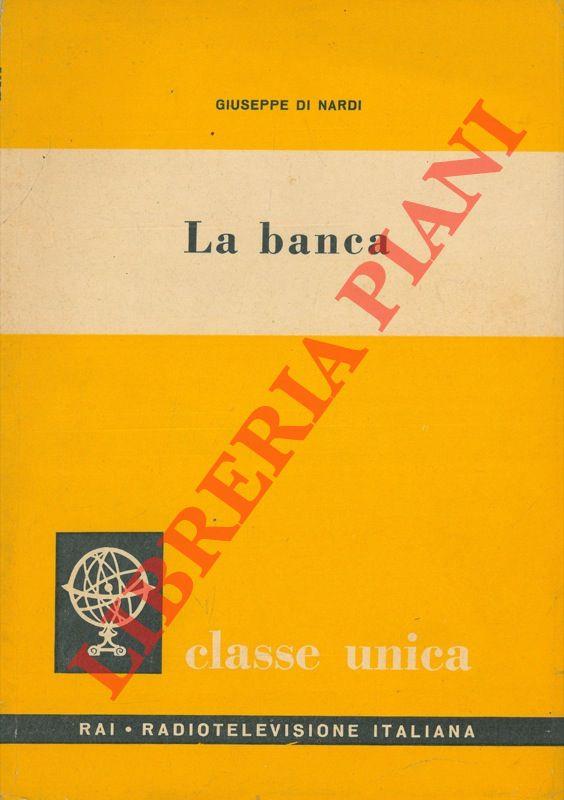 GIUSEPPE DI NARDI
La banca
LIBRERIA PIANI
classe unica
RAI • RADIOTELEVISIONE ITALIANA